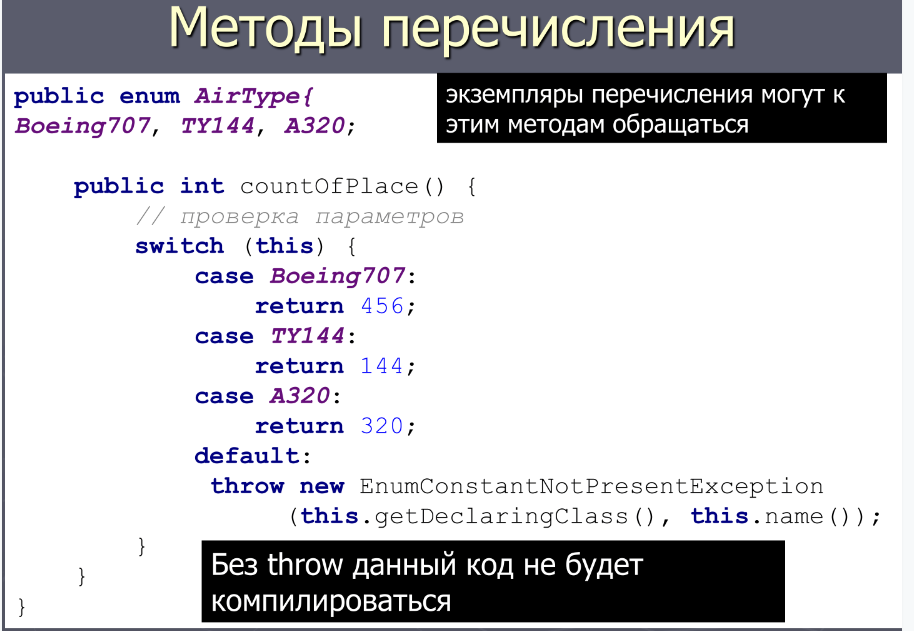 Методы перечисления
public enum AirType{
экземпляры перечисления могут к
Boeing707, TY144, A320;
этим методам обращаться
public int countOfPlace() {
// проверка параметров
switch (this) {
case Boeing707:
return 456;
case TY144:
return 144;
case A320:
return 320;
default:
throw new EnumConstantNotPresentException
(this.getDeclaringClass(), this.name());
}
Без throw данный код не будет
}
компилироваться
}